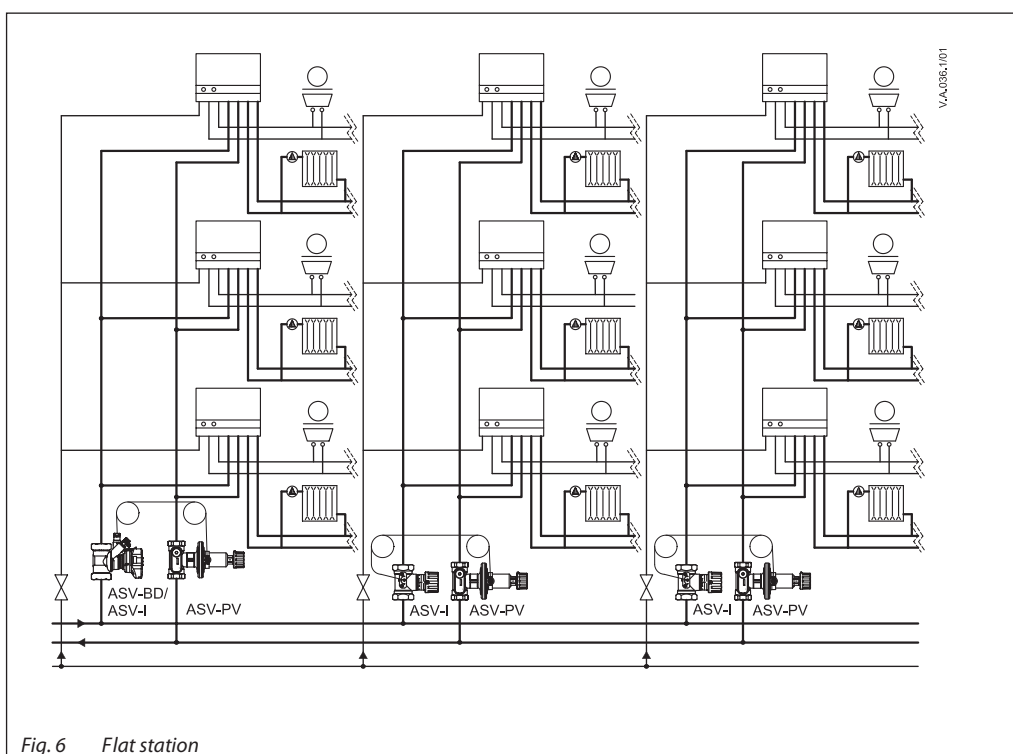 V.A.036.1/01
ASV-BD/
ASV-I
ASV-PV
ASV-I
ASV-PV
ASV-I
ASV-PV
Fig. 6 Flat station